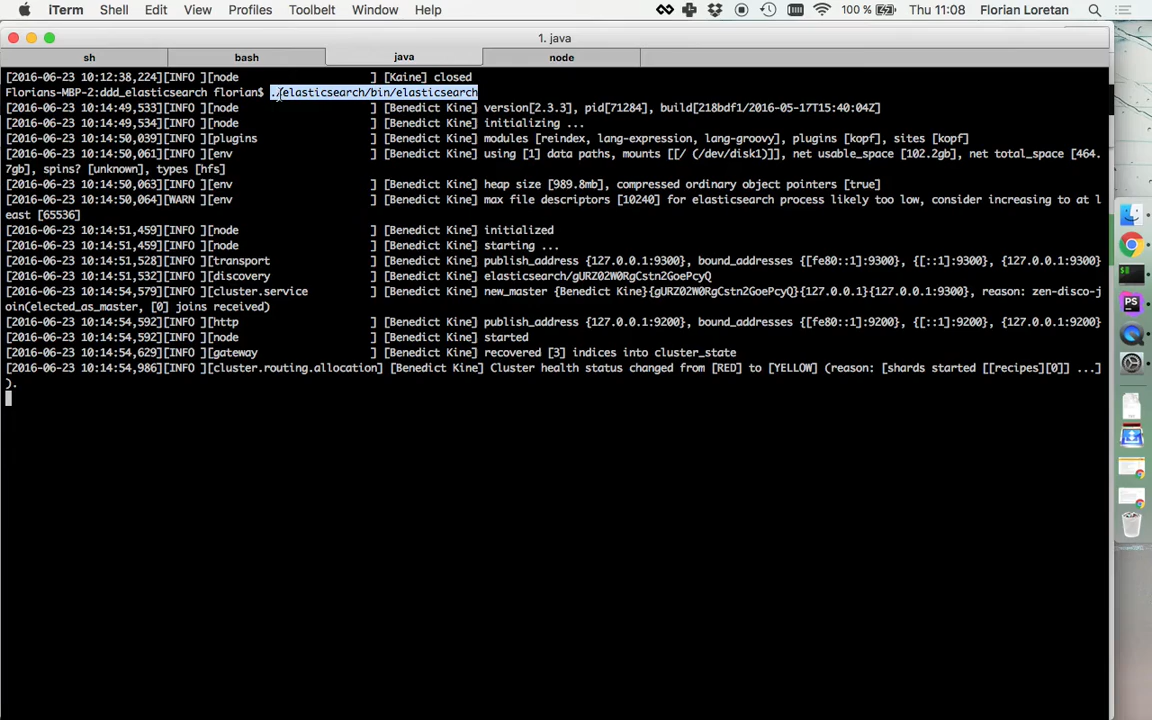 iTerm Shell Edit View Profiles Toolbelt Window Help 100 % Thu 11:08 Florian Loretan
1. java
sh bash java node
[2016-06-23 10:12:38,224][INFO ][node ] [Kaine] closed
Florians-MBP-2:ddd_elasticsearch florian$ ./elasticsearch/bin/elasticsearch
[2016-06-23 10:14:49,533][INFO ][node ] [Benedict Kine] version[2.3.3], pid[71284], build[218bdf1/2016-05-17T15:40:04Z]
[2016-06-23 10:14:49,534][INFO ][node ] [Benedict Kine] initializing ...
[2016-06-23 10:14:50,039][INFO ][plugins ] [Benedict Kine] modules [reindex, lang-expression, lang-groovy], plugins [kopf], sites [kopf]
[2016-06-23 10:14:50,061][INFO ][env ] [Benedict Kine] using [1] data paths, mounts [[/ (/dev/disk1)]], net usable_space [102.2gb], net total_space [464.
7gb], spins? [unknown], types [hfs]
[2016-06-23 10:14:50,063][INFO ][env ] [Benedict Kine] heap size [989.8mb], compressed ordinary object pointers [true]
[2016-06-23 10:14:50,064][WARN ][env ] [Benedict Kine] max file descriptors [10240] for elasticsearch process likely too low, consider increasing to at l
east [65536]
[2016-06-23 10:14:51,459][INFO ][node ] [Benedict Kine] initialized
[2016-06-23 10:14:51,459][INFO ][node ] [Benedict Kine] starting ...
[2016-06-23 10:14:51,528][INFO ][transport ] [Benedict Kine] publish_address {127.0.0.1:9300}, bound_addresses {[fe80::1]:9300}, {[::1]:9300}, {127.0.0.1:9300}
[2016-06-23 10:14:51,532][INFO ][discovery ] [Benedict Kine] elasticsearch/gURZ02W0RgCstn2GoePcyQ
[2016-06-23 10:14:54,579][INFO ][cluster.service ] [Benedict Kine] new_master {Benedict Kine}{gURZ02W0RgCstn2GoePcyQ}{127.0.0.1}{127.0.0.1:9300}, reason: zen-disco-j
oin(elected_as_master, [0] joins received)
[2016-06-23 10:14:54,592][INFO ][http ] [Benedict Kine] publish_address {127.0.0.1:9200}, bound_addresses {[fe80::1]:9200}, {[::1]:9200}, {127.0.0.1:9200}
[2016-06-23 10:14:54,592][INFO ][node ] [Benedict Kine] started
[2016-06-23 10:14:54,629][INFO ][gateway ] [Benedict Kine] recovered [3] indices into cluster_state
[2016-06-23 10:14:54,986][INFO ][cluster.routing.allocation] [Benedict Kine] Cluster health status changed from [RED] to [YELLOW] (reason: [shards started [[recipes][0]] ...]
).